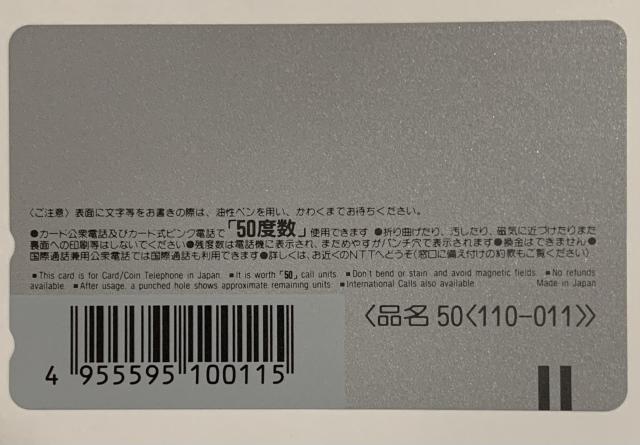 〈ご注意〉表面に文字等をお書きの際は、油性ペンを用い、かわくまでお待ちください。
●カード公衆電話及びカード式ピンク電話で「50度数」使用できます●折り曲げたり、汚したり、磁気に近づけたりまた
裏面への印刷等はしないでください●残度数は電話機に表示され、まためやすがパンチ穴で表示されます●換金はできません●
国際通話兼用公衆電話では国際通話も利用できます●詳しくは、お近くのNTTへどうぞ(窓口に備え付けの約款もご覧ください)
■This card is for Card/Coin Telephone in Japan. ■It is worth「50」call units ■Don't bend or stain and avoid magnetic fields. ■No refunds
available. ■After usage, a punched hole shows approximate remaining units. ■International Calls also available. Made in Japan
〈品名 50〈110-011〉〉
4 955595 100115